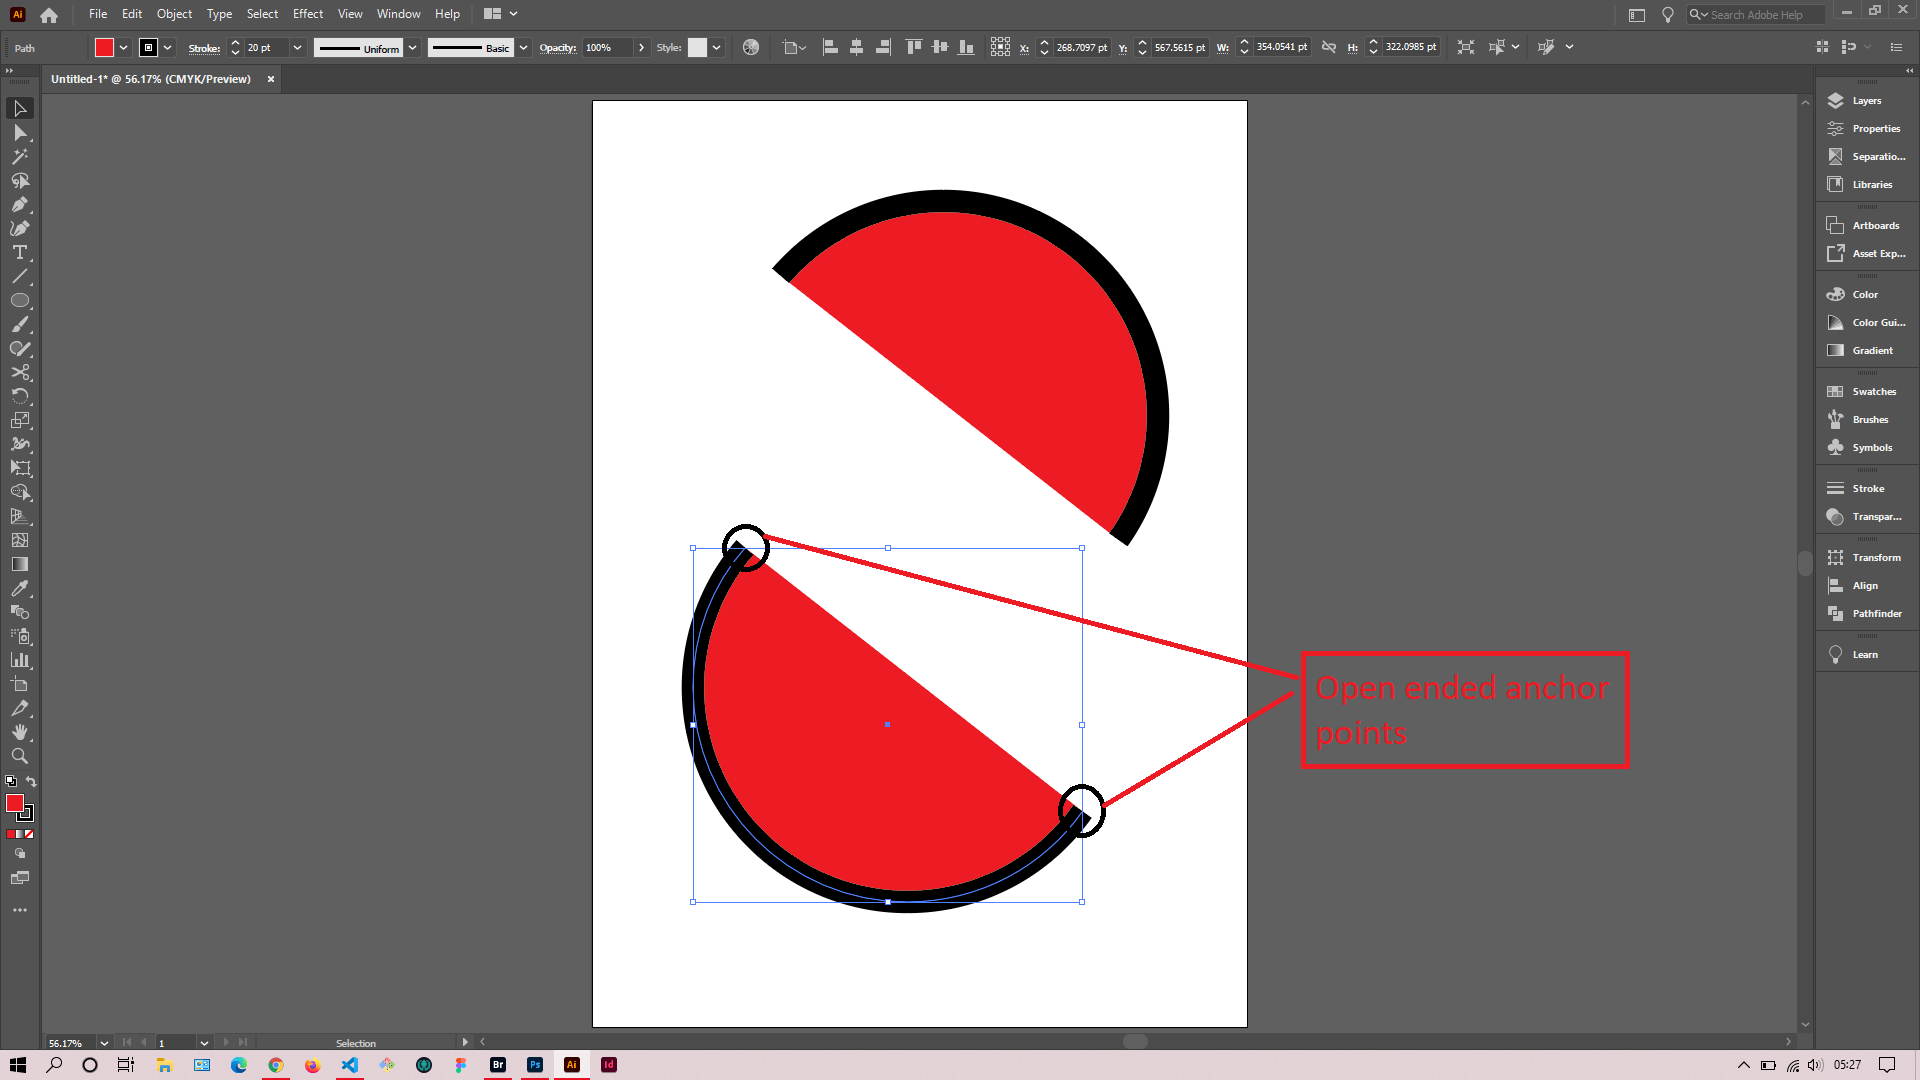 Ai File Edit Object Type Select Effect View Window Help Search Adobe Help
Path Stroke: 20 pt Uniform Basic Opacity: 100% Style: X: 268.7097 pt Y: 567.5615 pt W: 354.0541 pt H: 322.0985 pt
Untitled-1* @ 56.17% (CMYK/Preview)
Layers
Properties
Separatio...
Libraries
Artboards
Asset Exp...
Color
Color Gui...
Gradient
Swatches
Brushes
Symbols
Stroke
Transpar...
Transform
Align
Pathfinder
Learn
Open ended anchor
points
56.17% 1 Selection
Br Ps Ai Id 05:27